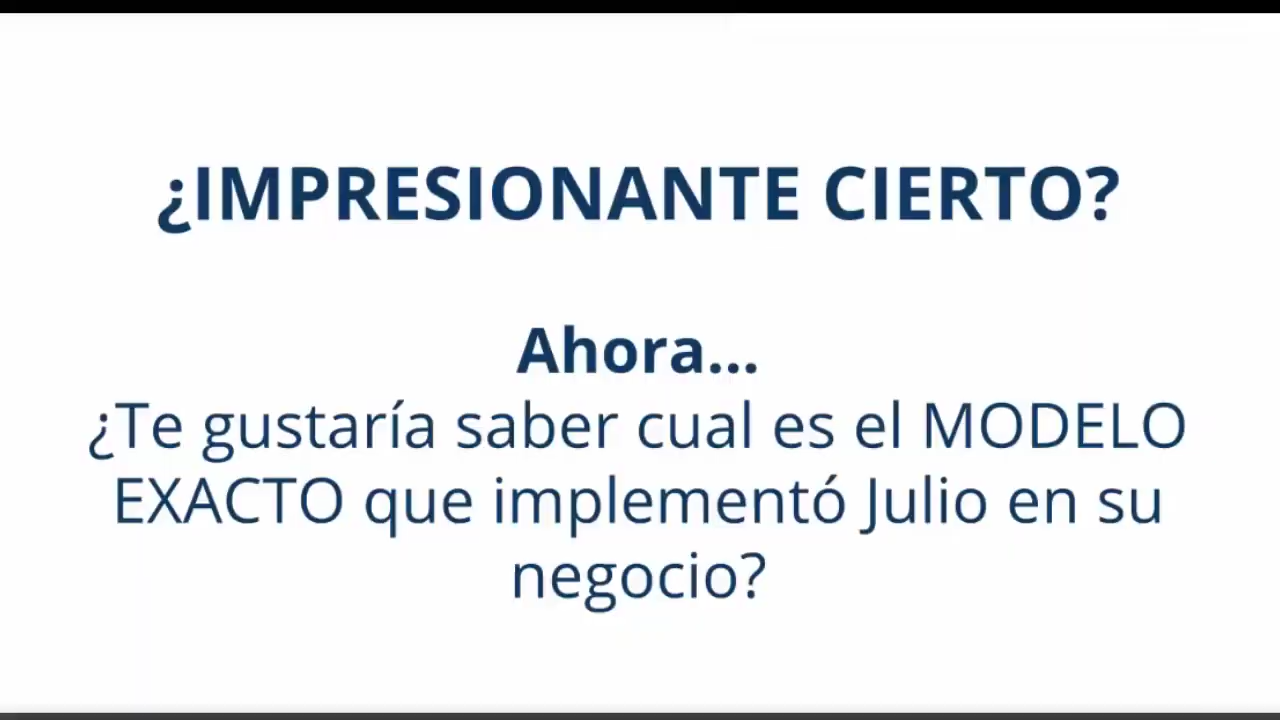 ¿IMPRESIONANTE CIERTO?
Ahora...
¿Te gustaría saber cual es el MODELO
EXACTO que implementó Julio en su
negocio?